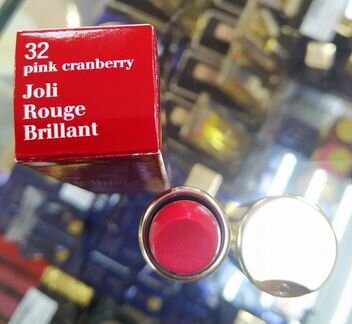 32
pink cranberry
Joli
Rouge
Brillant